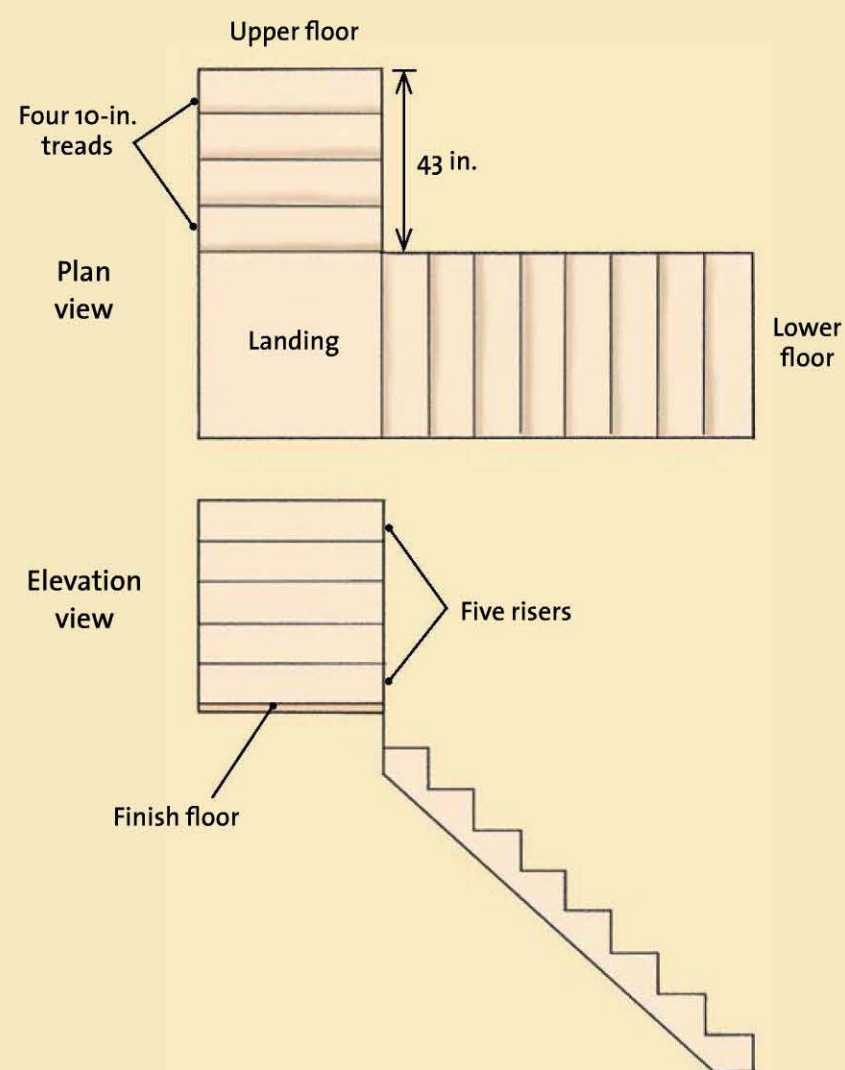 Upper floor
Four 10-in.
treads
43 in.
Plan
view
Landing
Lower
floor
Elevation
view
Five risers
Finish floor